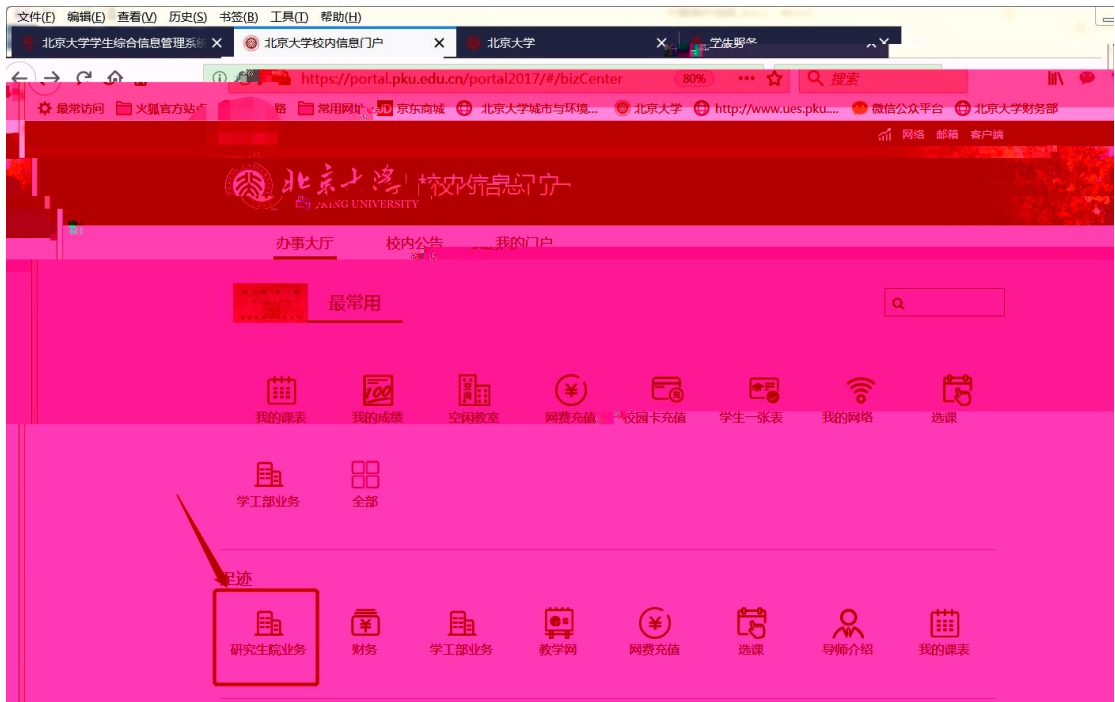 文件(F) 编辑(E) 查看(V) 历史(S) 书签(B) 工具(T) 帮助(H)
北京大学学生综合信息管理系统 北京大学校内信息门户 北京大学
https://portal.pku.edu.cn/portal2017/#/bizCenter 80% 搜索
最常访问 火狐官方站点 常用网址 JD 京东商城 北京大学城市与环境... 北京大学 http://www.ues.pku.... 微信公众平台 北京大学财务部
网络 邮箱 客户端
北京大学 校内信息门户
PEKING UNIVERSITY
办事大厅 校内公告 我的门户
最常用
我的课表 我的成绩 空闲教室 网费充值 校园卡充值 学生一张表 我的网络 选课
学工部业务 全部
足迹
研究生院业务 财务 学工部业务 教学网 网费充值 选课 导师介绍 我的课表